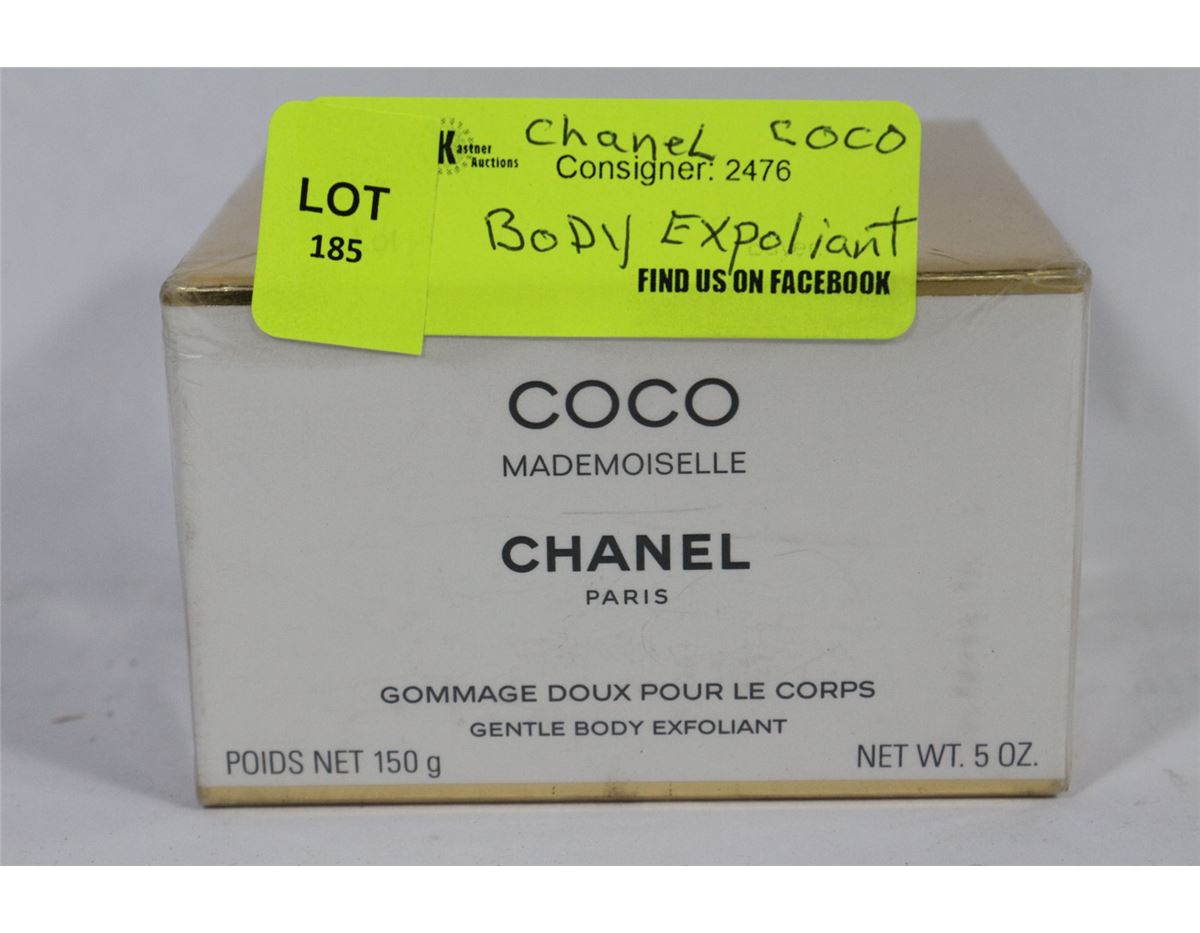 LOT
185
Kastner
Auctions
Chanel COCO
Consigner: 2476
BODY Expoliant
FIND US ON FACEBOOK
COCO
MADEMOISELLE
CHANEL
PARIS
GOMMAGE DOUX POUR LE CORPS
GENTLE BODY EXFOLIANT
POIDS NET 150 g
NET WT. 5 OZ.